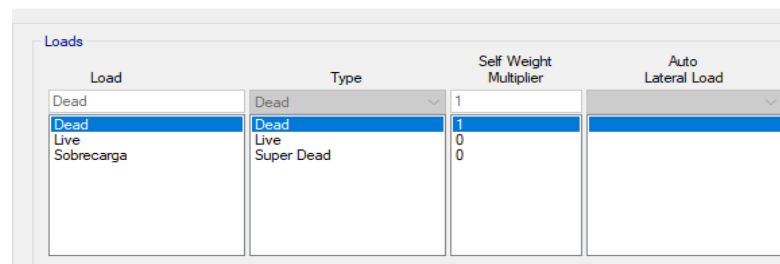 Loads
Load Type Self Weight Multiplier Auto Lateral Load
Dead Dead 1
Dead Dead 1
Live Live 0
Sobrecarga Super Dead 0